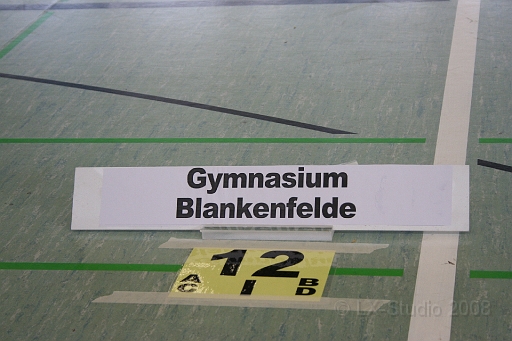 Gymnasium
Blankenfelde
12
A B
C I D
© LX-Studio 2008